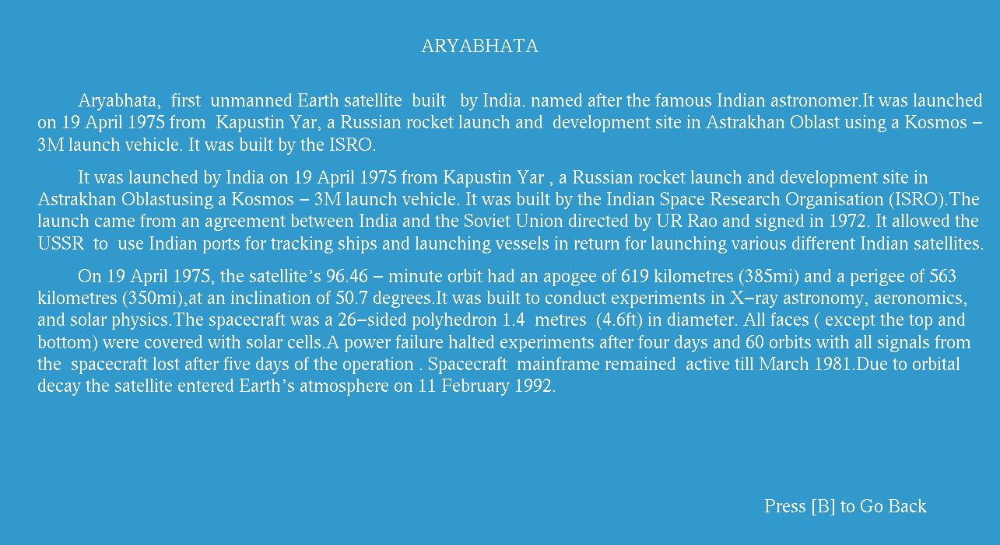 ARYABHATA
Aryabhata, first unmanned Earth satellite built by India. named after the famous Indian astronomer.It was launched
on 19 April 1975 from Kapustin Yar, a Russian rocket launch and development site in Astrakhan Oblast using a Kosmos –
3M launch vehicle. It was built by the ISRO.
It was launched by India on 19 April 1975 from Kapustin Yar , a Russian rocket launch and development site in
Astrakhan Oblastusing a Kosmos – 3M launch vehicle. It was built by the Indian Space Research Organisation (ISRO).The
launch came from an agreement between India and the Soviet Union directed by UR Rao and signed in 1972. It allowed the
USSR to use Indian ports for tracking ships and launching vessels in return for launching various different Indian satellites.
On 19 April 1975, the satellite’s 96.46 – minute orbit had an apogee of 619 kilometres (385mi) and a perigee of 563
kilometres (350mi),at an inclination of 50.7 degrees.It was built to conduct experiments in X–ray astronomy, aeronomics,
and solar physics.The spacecraft was a 26–sided polyhedron 1.4 metres (4.6ft) in diameter. All faces ( except the top and
bottom) were covered with solar cells.A power failure halted experiments after four days and 60 orbits with all signals from
the spacecraft lost after five days of the operation . Spacecraft mainframe remained active till March 1981.Due to orbital
decay the satellite entered Earth’s atmosphere on 11 February 1992.
Press [B] to Go Back